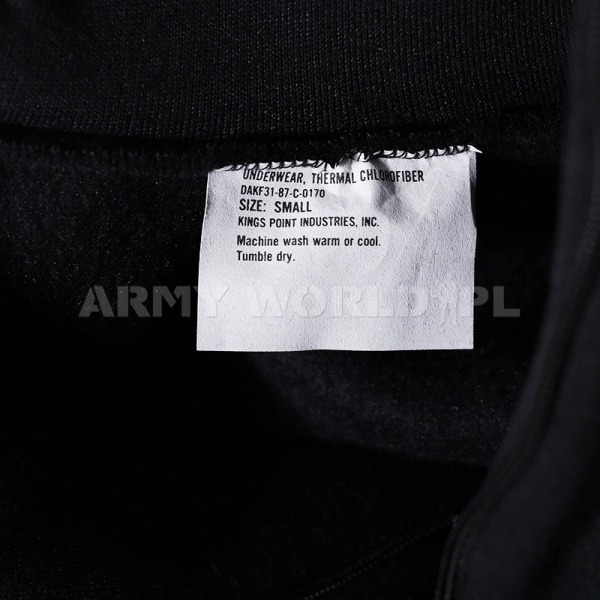 UNDERWEAR, THERMAL CHLOROFIBER
DAKF31-87-C-0170
SIZE: SMALL
KINGS POINT INDUSTRIES, INC.
Machine wash warm or cool.
Tumble dry.
ARMY WORLD PL